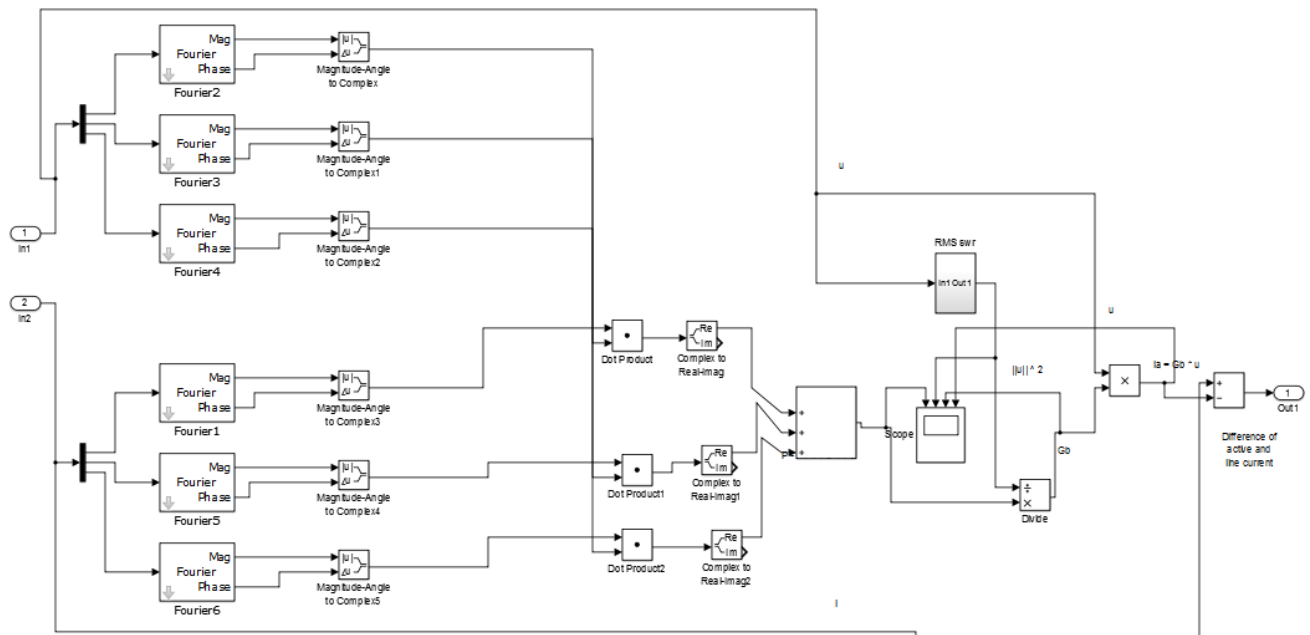 Mag
Fourier
Phase
Fourier2
|u|
∠u
Magnitude-Angle
to Complex
Mag
Fourier
Phase
Fourier3
|u|
∠u
Magnitude-Angle
to Complex1
u
Mag
Fourier
Phase
Fourier4
|u|
∠u
Magnitude-Angle
to Complex2
1
In1
RMS swr
In1 Out1
2
In2
u
Dot Product
Re
Im
Complex to
Real-Imag
||u||^ 2
Ia = Gb * u
×
+
−
1
Out1
Mag
Fourier
Phase
Fourier1
|u|
∠u
Magnitude-Angle
to Complex3
+
+
+
Scope
Gb
Difference of
active and
line current
Mag
Fourier
Phase
Fourier5
|u|
∠u
Magnitude-Angle
to Complex4
Dot Product1
Re
Im
Complex to
Real-Imag1
÷
×
Divide
Mag
Fourier
Phase
Fourier6
|u|
∠u
Magnitude-Angle
to Complex5
Dot Product2
Re
Im
Complex to
Real-Imag2